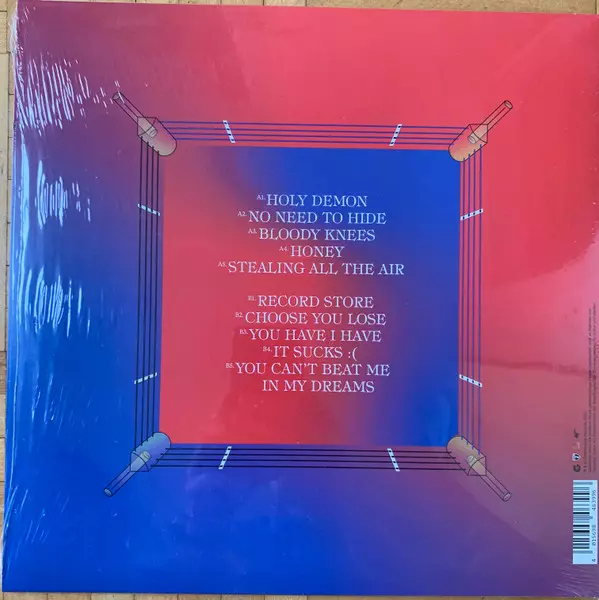 A1. HOLY DEMON
A2. NO NEED TO HIDE
A3. BLOODY KNEES
A4. HONEY
A5. STEALING ALL THE AIR
B1. RECORD STORE
B2. CHOOSE YOU LOSE
B3. YOU HAVE I HAVE
B4. IT SUCKS :(
B5. YOU CAN'T BEAT ME
IN MY DREAMS